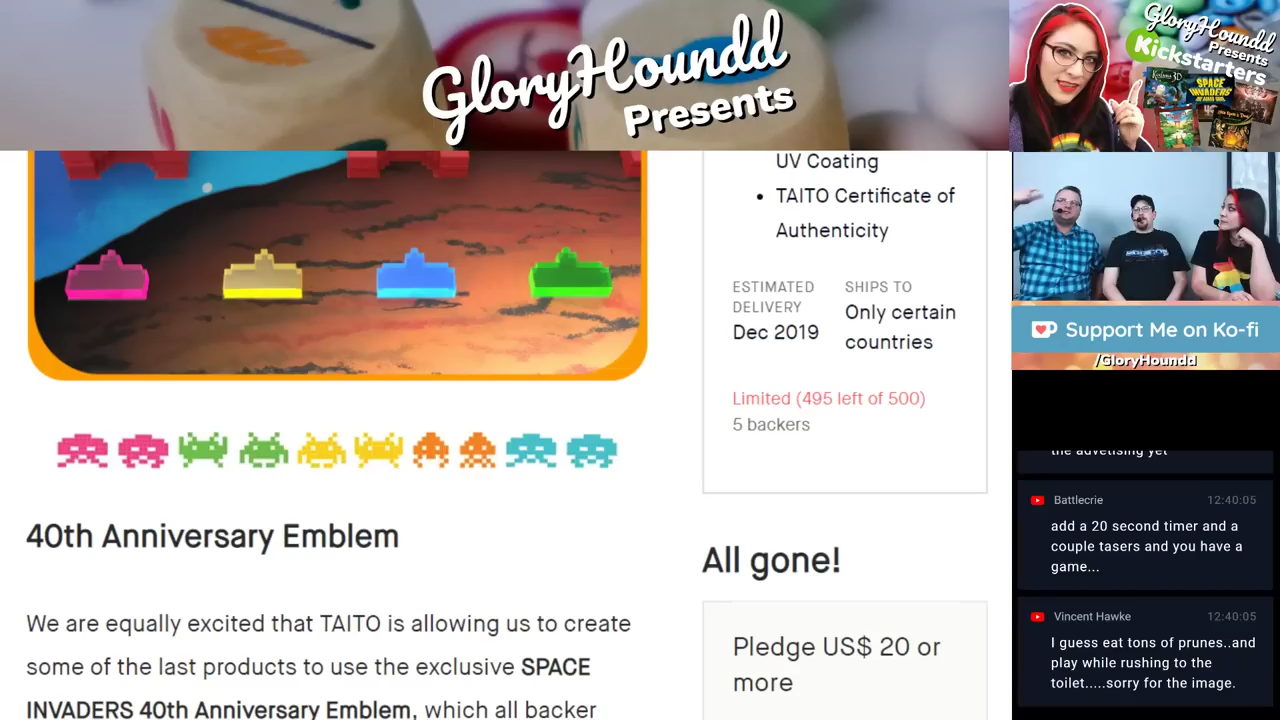 GloryHoundd
Presents
GloryHoundd
Presents
Kickstarters
SPACE
INVADERS
UV Coating
• TAITO Certificate of
Authenticity
ESTIMATED
DELIVERY
Dec 2019
SHIPS TO
Only certain
countries
Limited (495 left of 500)
5 backers
40th Anniversary Emblem
We are equally excited that TAITO is allowing us to create
some of the last products to use the exclusive SPACE
INVADERS 40th Anniversary Emblem, which all backer
All gone!
Pledge US$ 20 or
more
Support Me on Ko-fi
/GloryHoundd
the advetising yet
Battlecrie 12:40:05
add a 20 second timer and a
couple tasers and you have a
game...
Vincent Hawke 12:40:05
I guess eat tons of prunes..and
play while rushing to the
toilet.....sorry for the image.